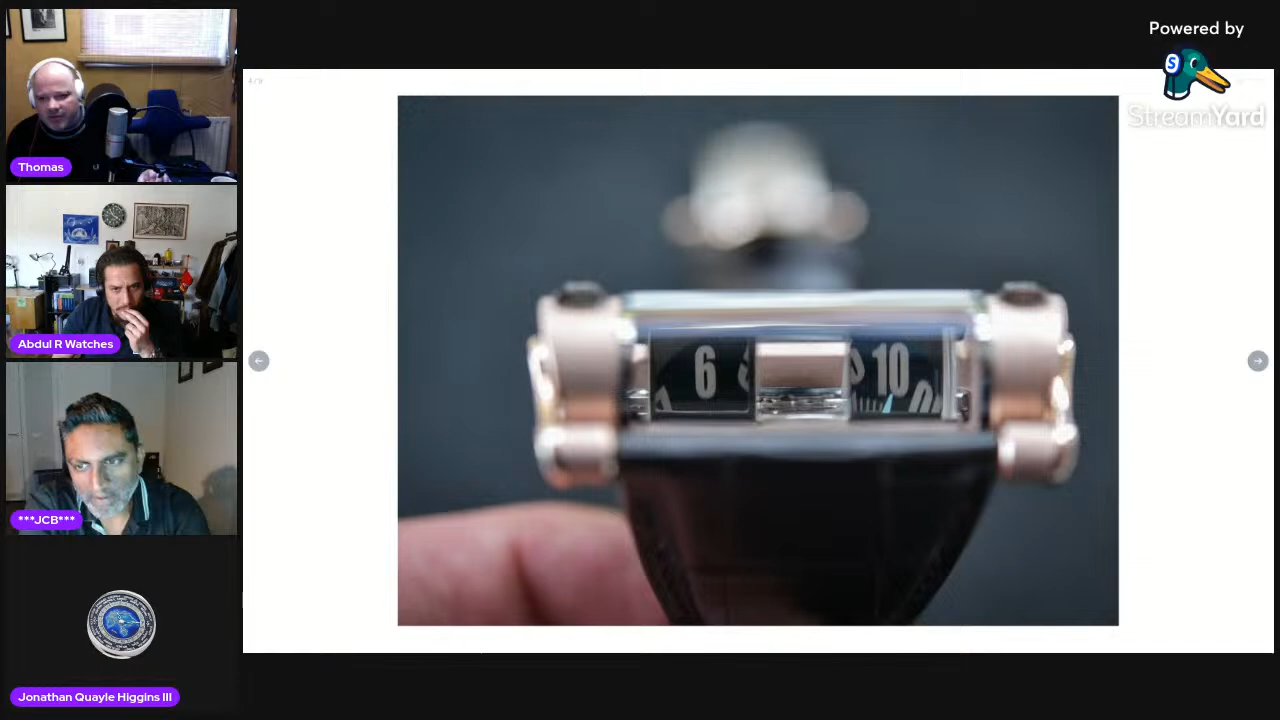 Powered by
StreamYard
Thomas
Abdul R Watches
***JCB***
Jonathan Quayle Higgins III
6
10